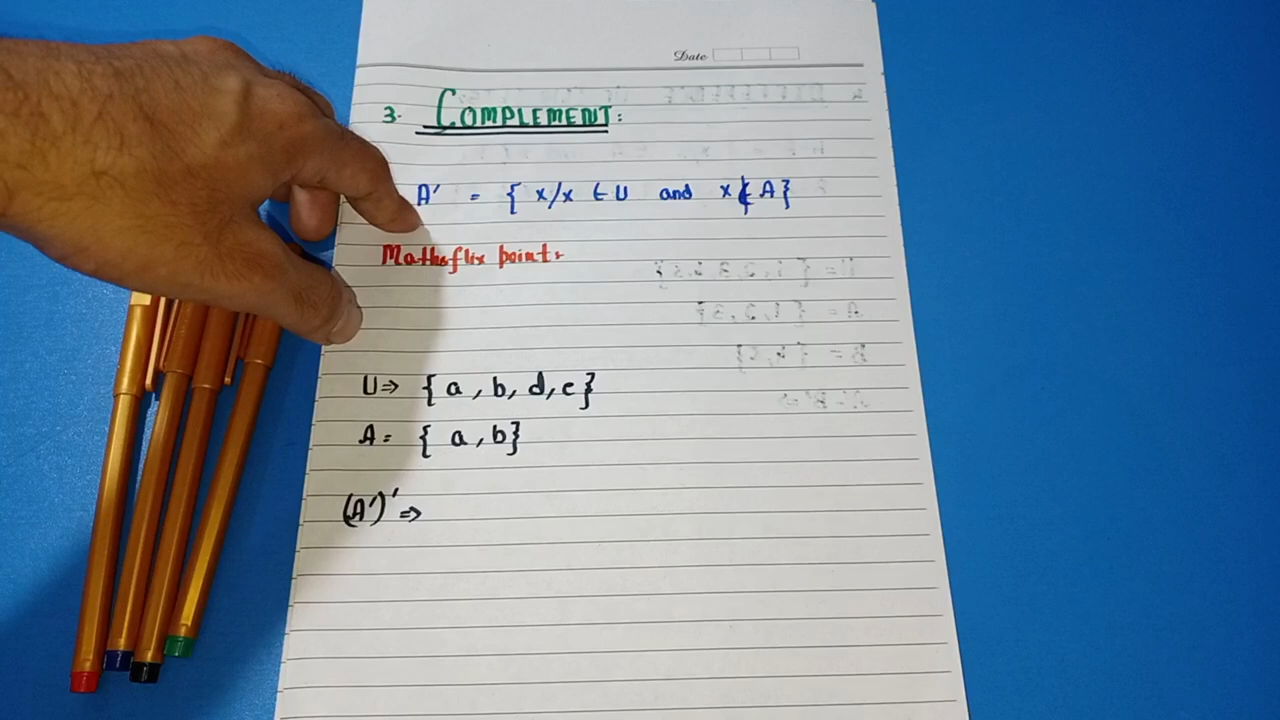 Date
3. COMPLEMENT:
A' = { x/x ∈ U and x ∉ A}
Mathsflix point:
U⇒ { a , b, d, e}
A = { a , b}
(A')' ⇒